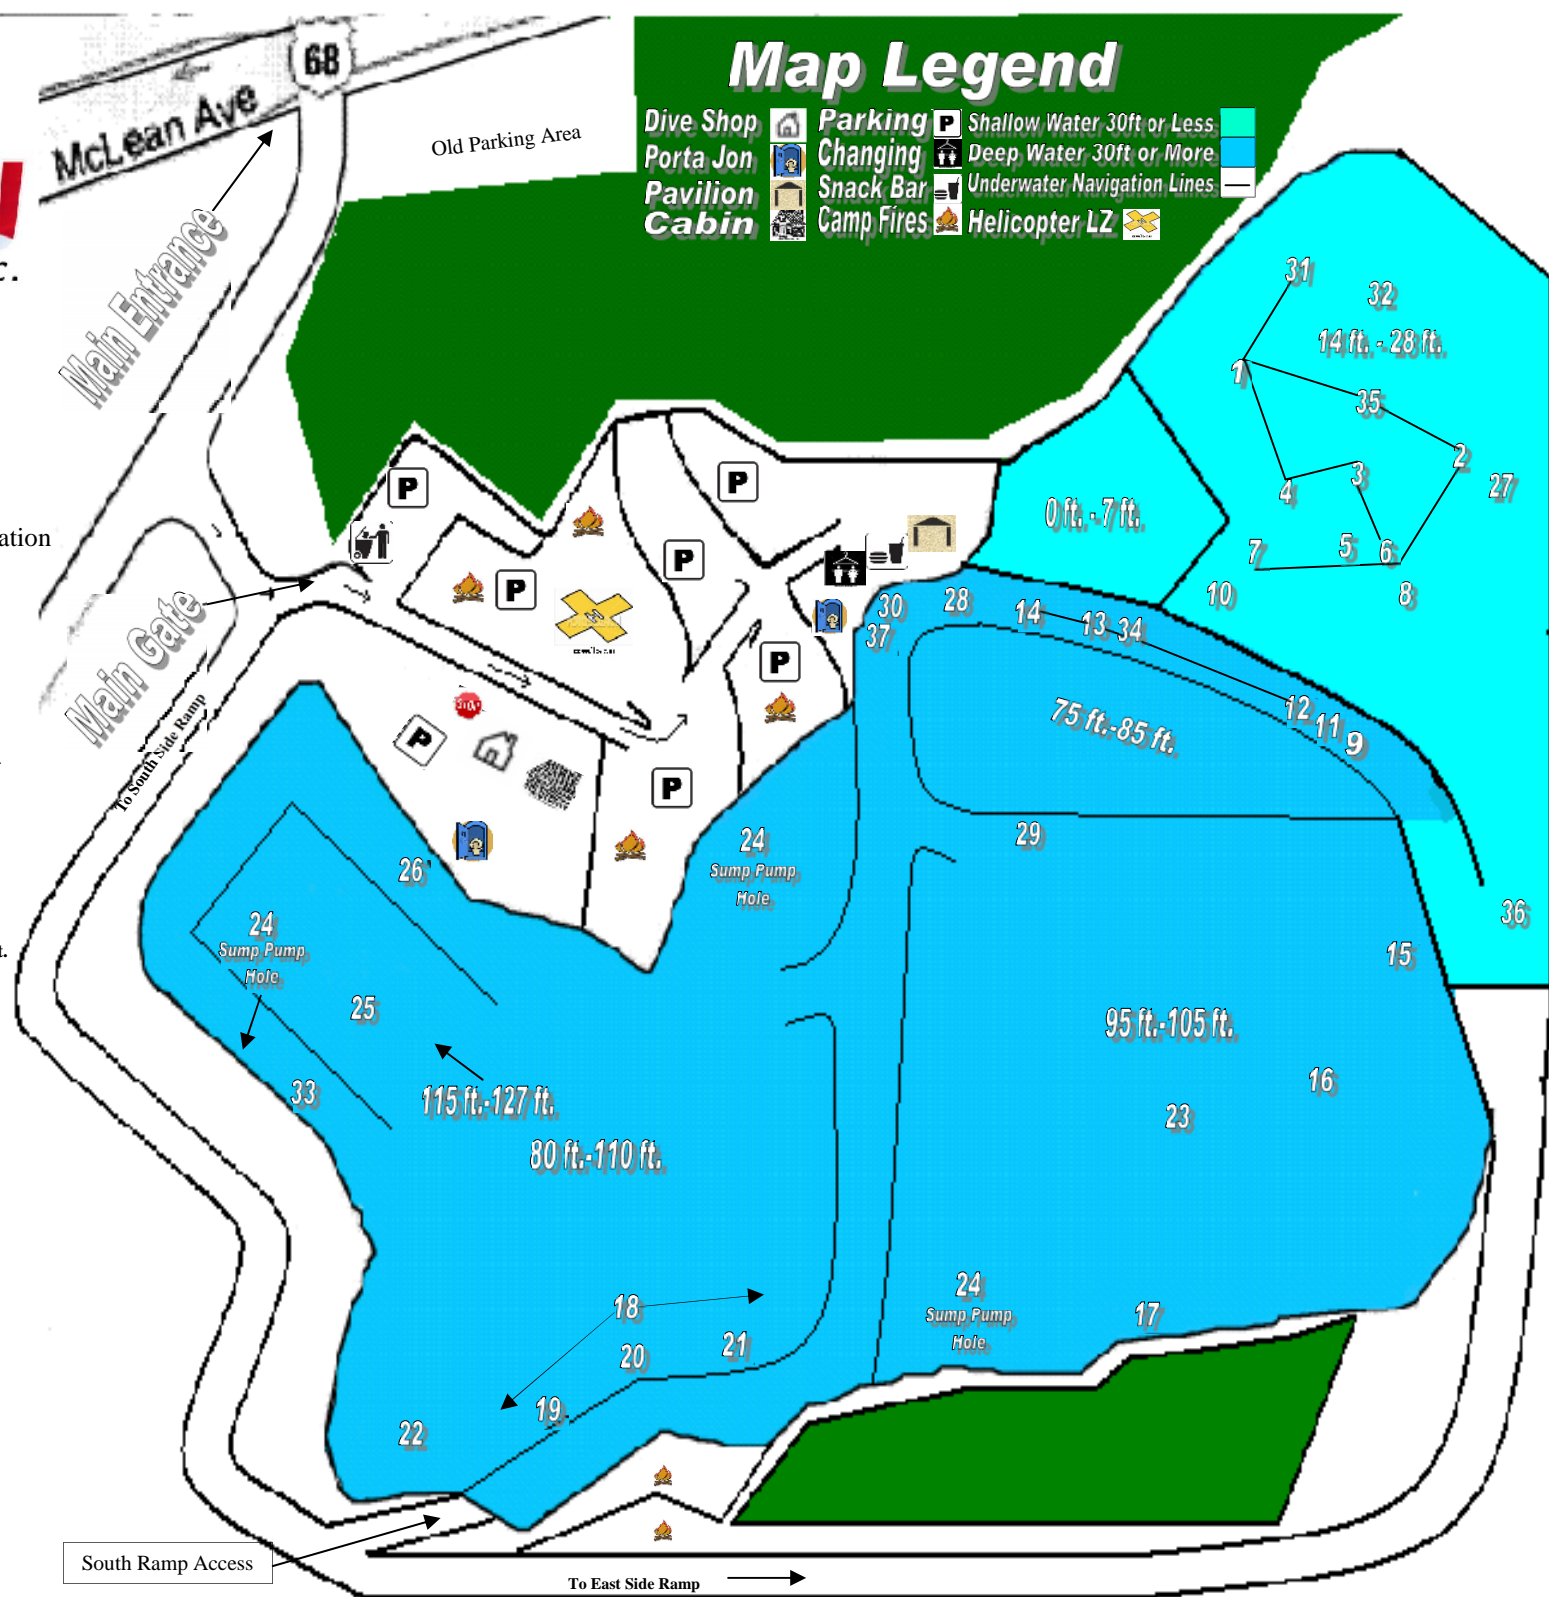 68
McLean Ave
Old Parking Area
Map Legend
Dive Shop
Parking
P
Shallow Water 30ft or Less
Porta Jon
Changing
Deep Water 30ft or More
Pavilion
Snack Bar
Underwater Navigation Lines
Cabin
Camp Fires
Helicopter LZ
c.
Main Entrance
31
32
14 ft. - 28 ft.
1
35
2
3
4
27
P
P
0 ft. - 7 ft.
ation
5
6
7
P
P
H
10
8
30
28
14
13
34
37
Main Gate
P
To South Side Ramp
STOP
P
12
11
9
75 ft.-85 ft.
P
24
Sump Pump
Hole
29
26
24
Sump Pump
Hole
36
15
t.
25
95 ft.-105 ft.
33
115 ft.-127 ft.
16
23
80 ft.-110 ft.
18
24
Sump Pump
Hole
17
20
21
19
22
South Ramp Access
To East Side Ramp